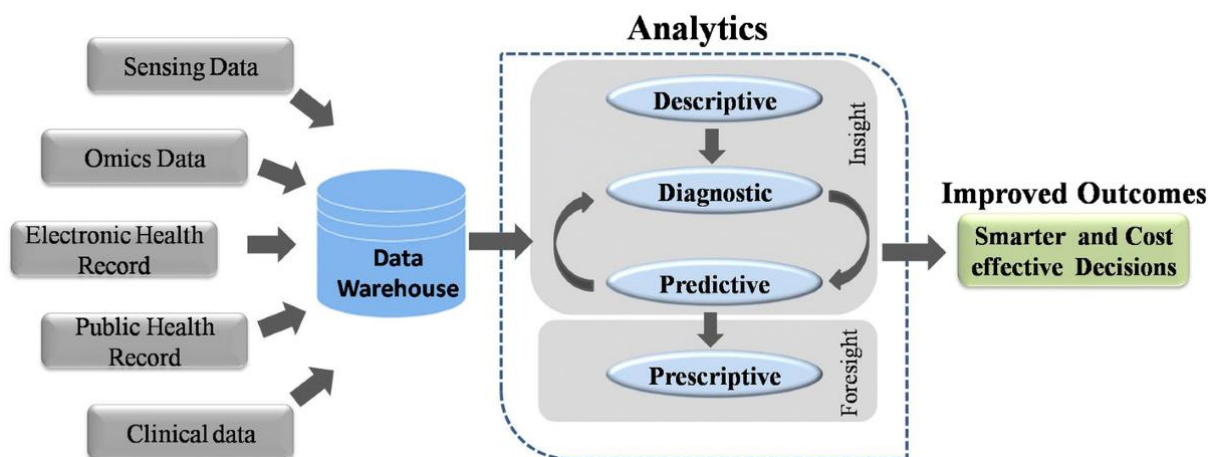 Sensing Data
Omics Data
Electronic Health
Record
Public Health
Record
Clinical data
Data
Warehouse
Analytics
Descriptive
Diagnostic
Predictive
Insight
Prescriptive
Foresight
Improved Outcomes
Smarter and Cost
effective Decisions